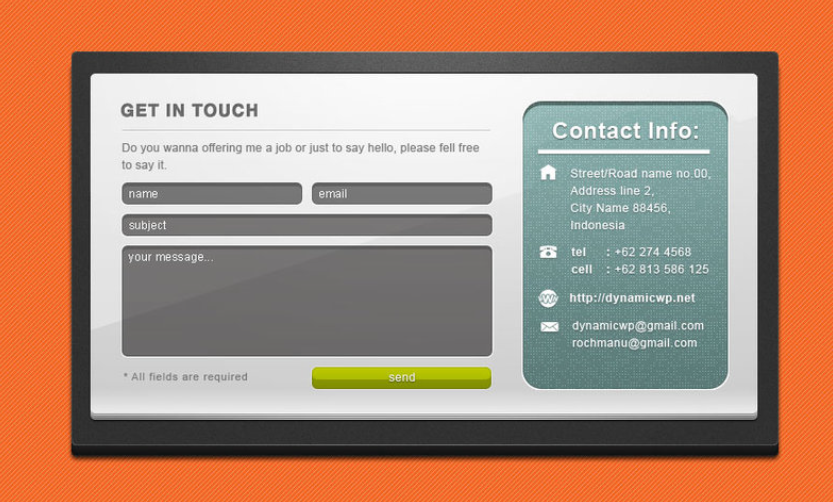 GET IN TOUCH
Do you wanna offering me a job or just to say hello, please fell free
to say it.
name
email
subject
your message...
* All fields are required
send
Contact Info:
Street/Road name no.00,
Address line 2,
City Name 88456,
Indonesia
tel : +62 274 4568
cell : +62 813 586 125
http://dynamicwp.net
dynamicwp@gmail.com
rochmanu@gmail.com